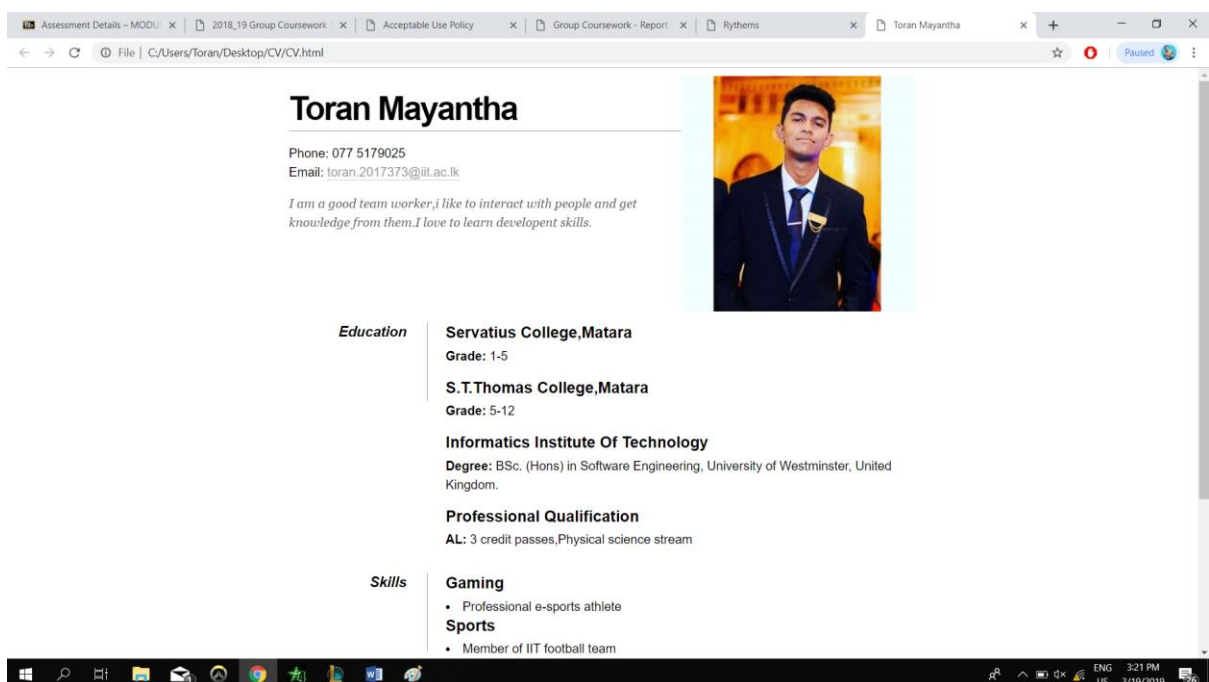 Assessment Details – MODU
2018_19 Group Coursework
Acceptable Use Policy
Group Coursework - Report
Rythems
Toran Mayantha
File | C:/Users/Toran/Desktop/CV/CV.html
Paused
Toran Mayantha
Phone: 077 5179025
Email: toran.2017373@iit.ac.lk
I am a good team worker,i like to interact with people and get
knowledge from them.I love to learn developent skills.
Education
Servatius College,Matara
Grade: 1-5
S.T.Thomas College,Matara
Grade: 5-12
Informatics Institute Of Technology
Degree: BSc. (Hons) in Software Engineering, University of Westminster, United
Kingdom.
Professional Qualification
AL: 3 credit passes,Physical science stream
Skills
Gaming
• Professional e-sports athlete
Sports
• Member of IIT football team
ENG 3:21 PM
US 3/19/2019